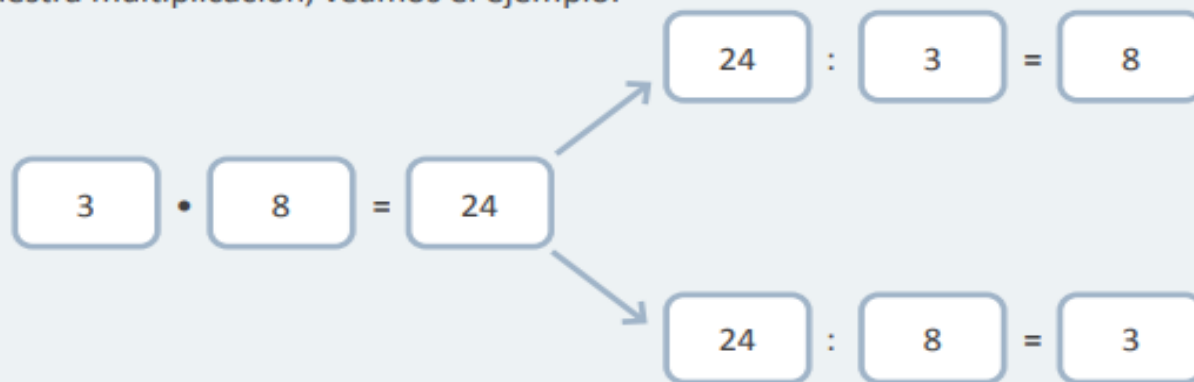 multiplicación, veamos el ejemplo:
24 : 3 = 8
3 • 8 = 24
24 : 8 = 3